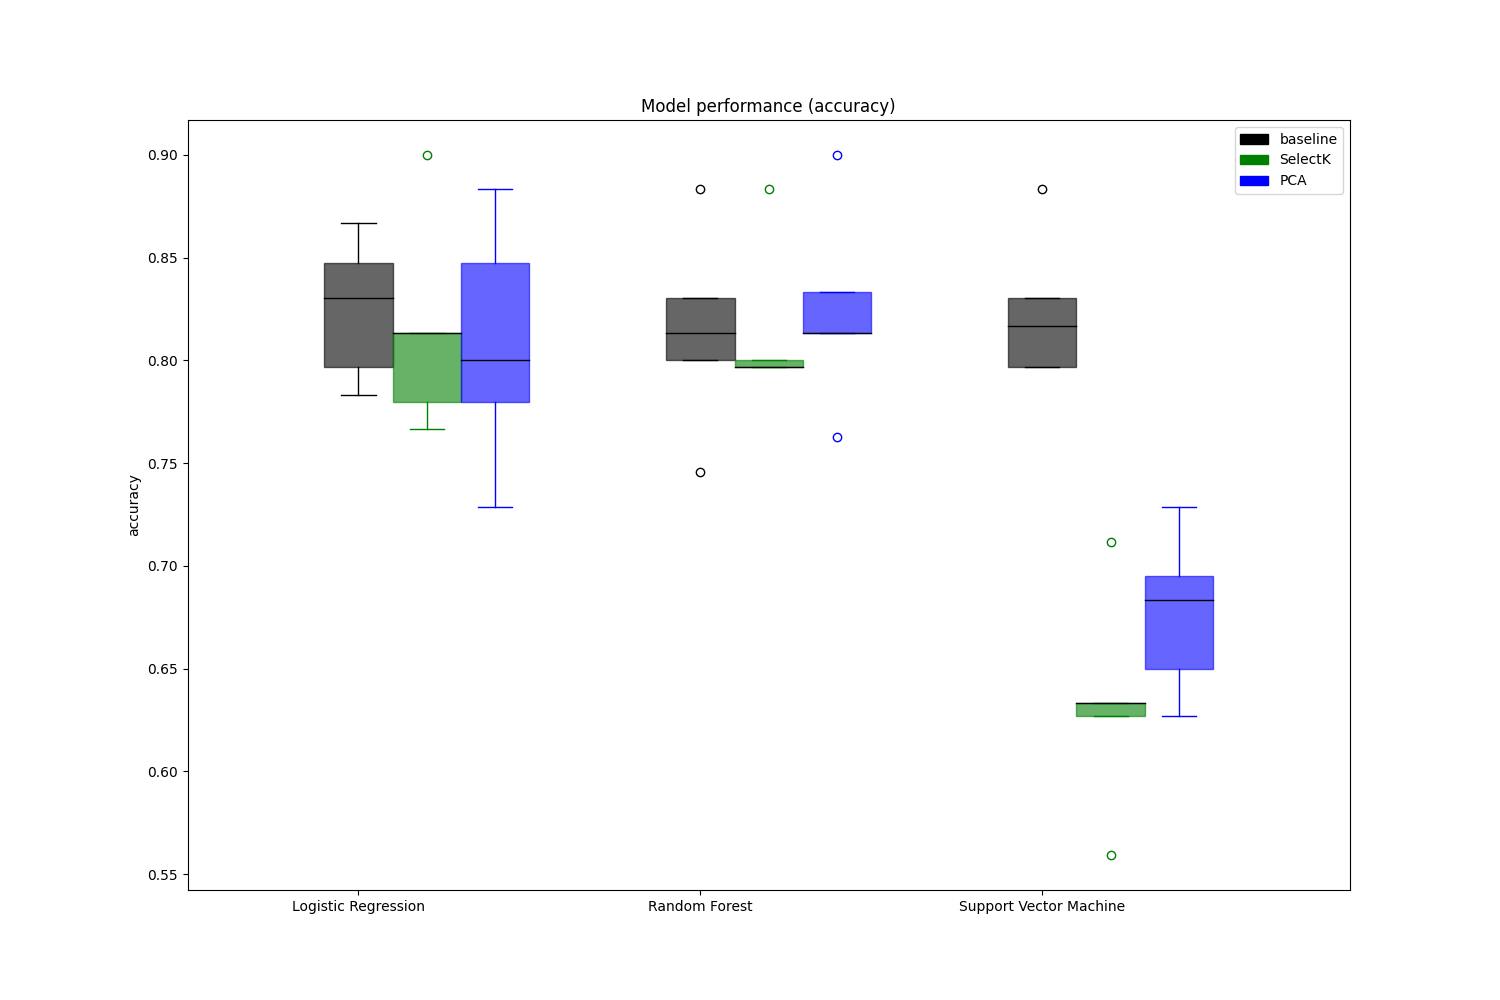 Model performance (accuracy)
baseline
SelectK
PCA
accuracy
0.90
0.85
0.80
0.75
0.70
0.65
0.60
0.55
Logistic Regression
Random Forest
Support Vector Machine